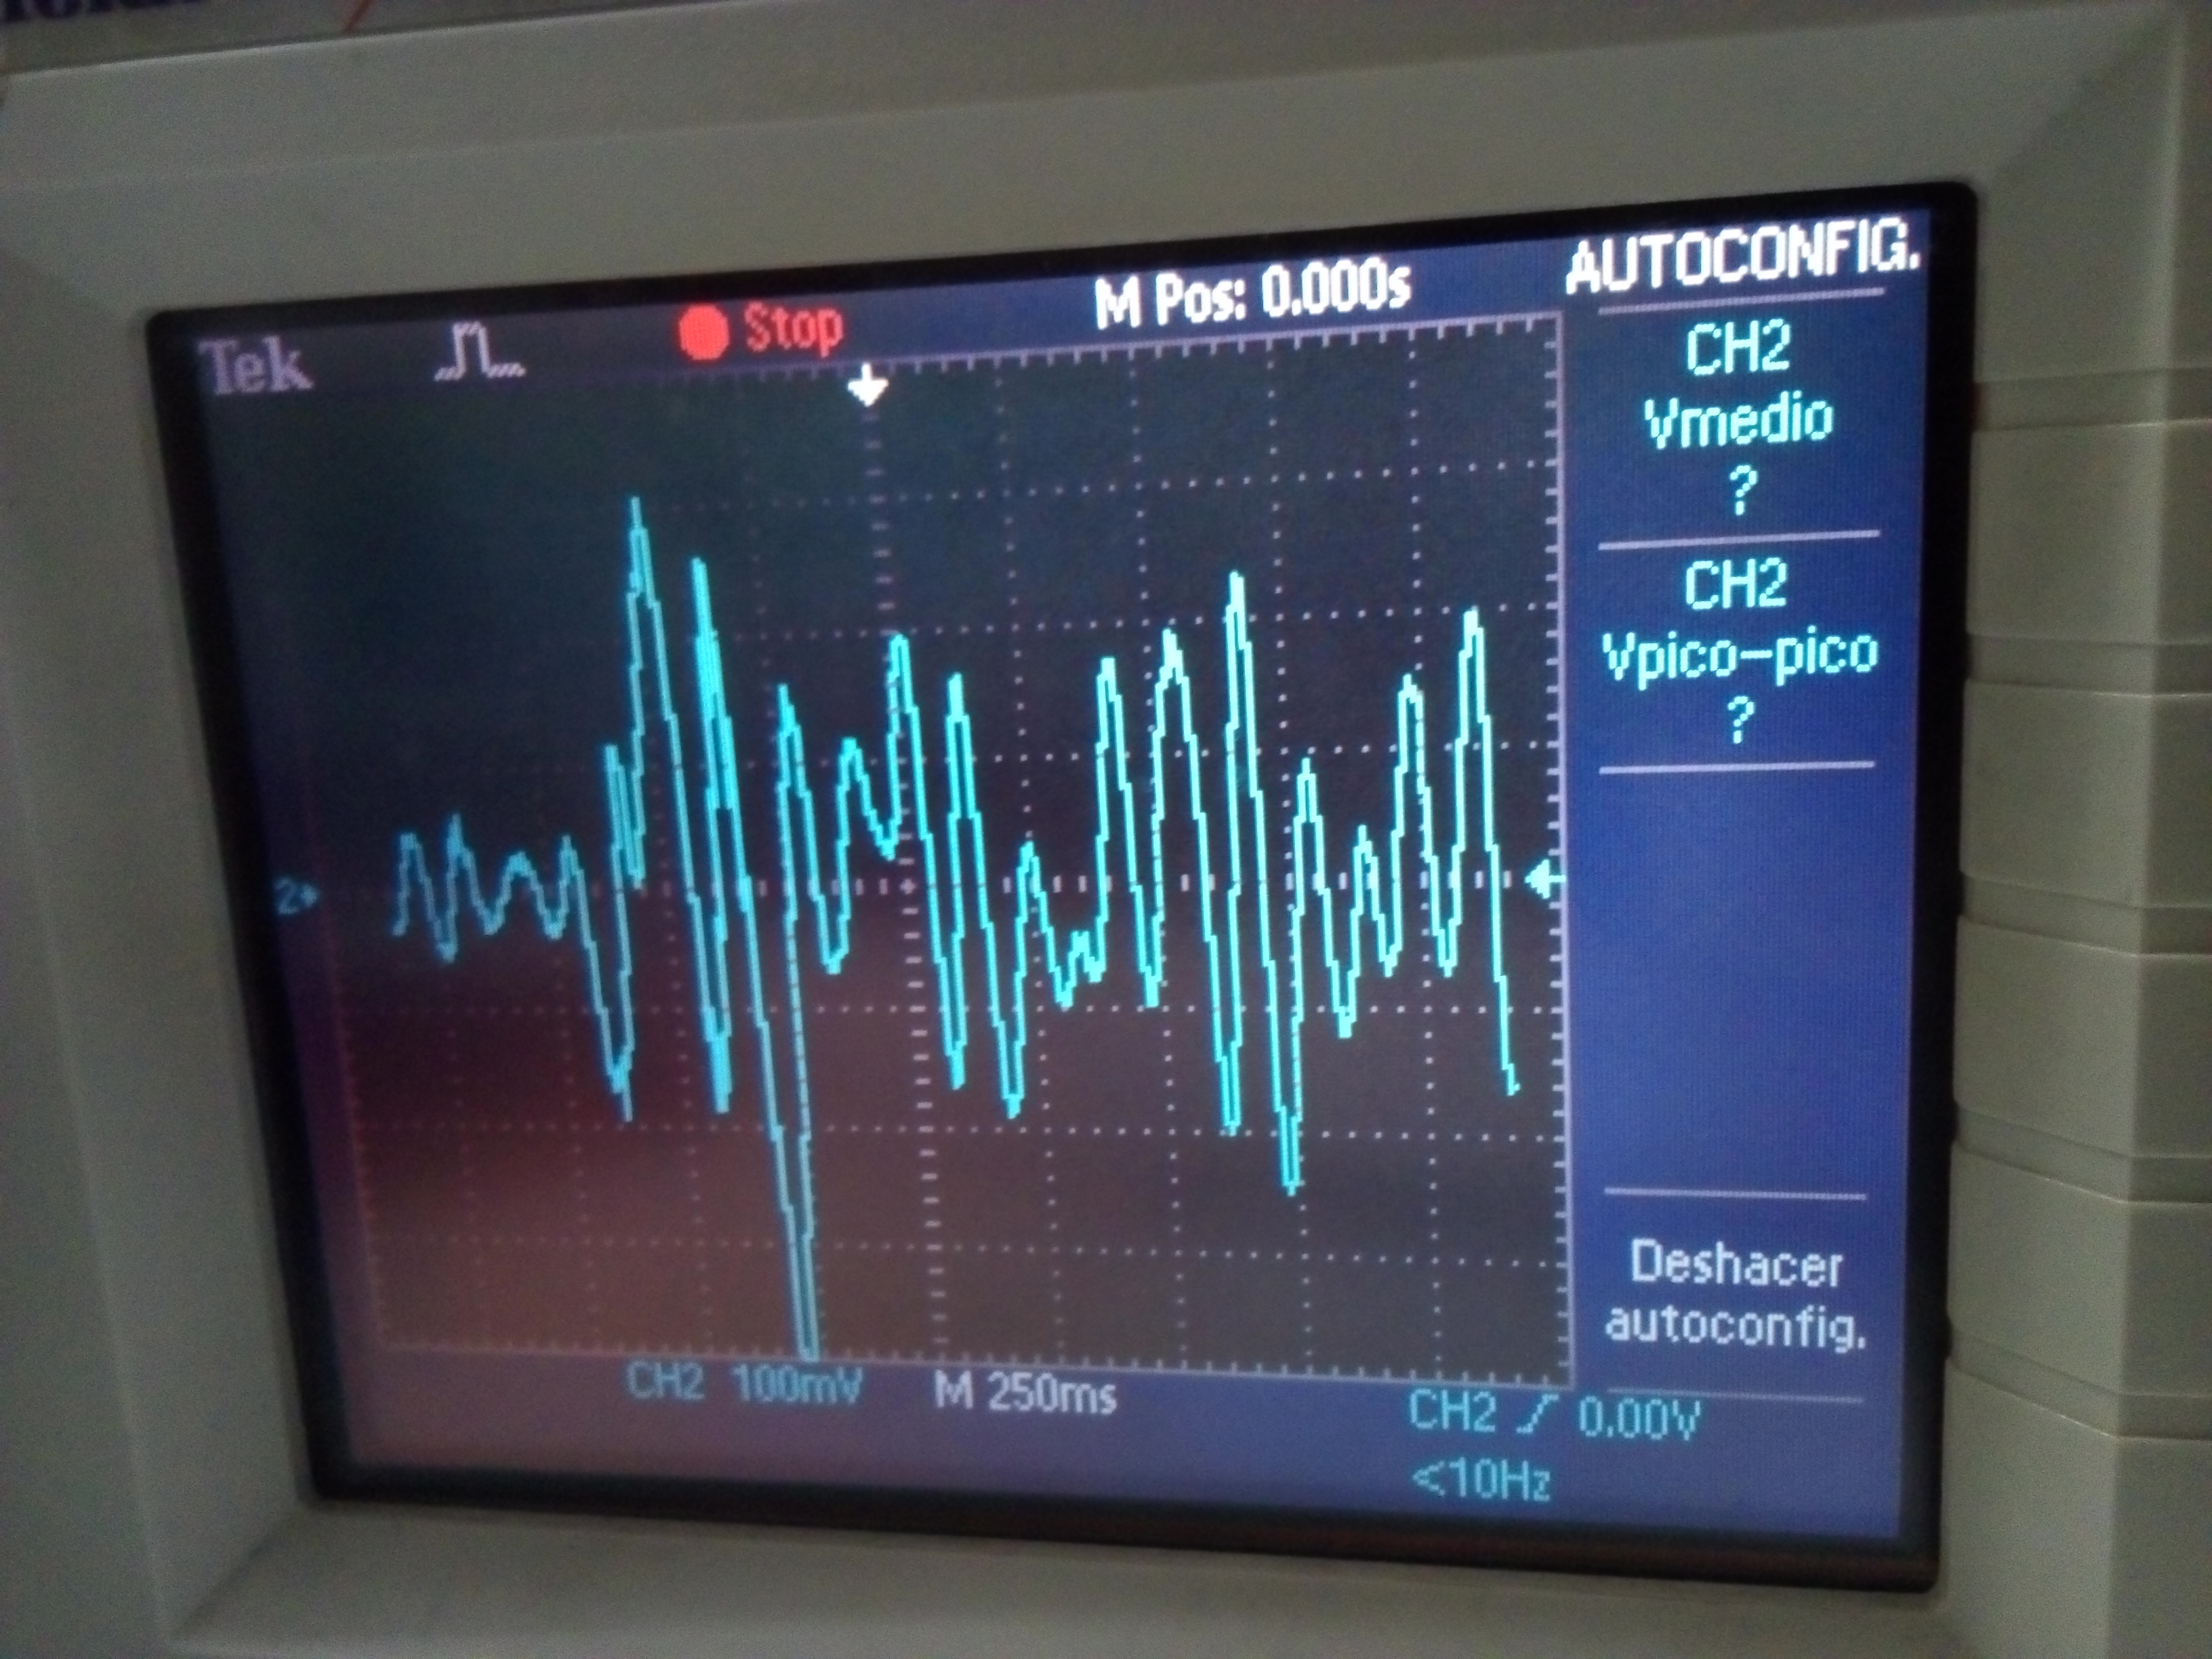 Tek
Stop
M Pos: 0.000s
AUTOCONFIG.
CH2
Vmedio
?
CH2
Vpico-pico
?
Deshacer
autoconfig.
2
CH2 100mV
M 250ms
CH2 0.00V
<10Hz